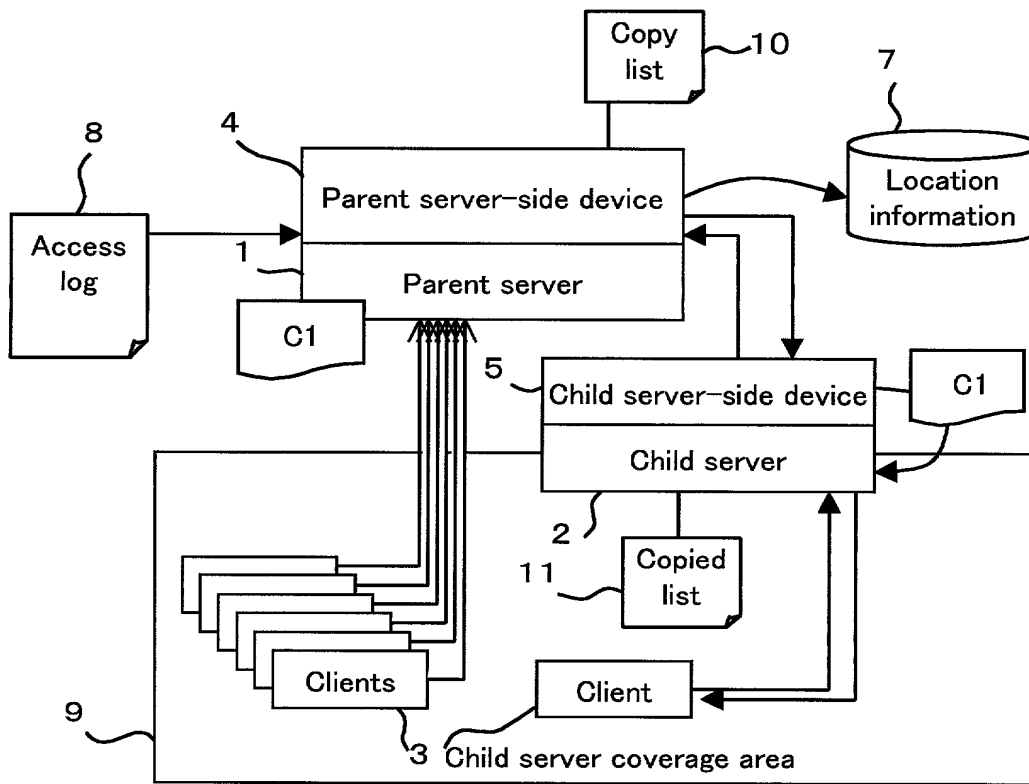 Copy
list
10
7
8
4
Parent server-side device
Location
information
Access
log
1
Parent server
C1
5
Child server-side device
C1
Child server
2
11
Copied
list
Clients
Client
9
3
Child server coverage area